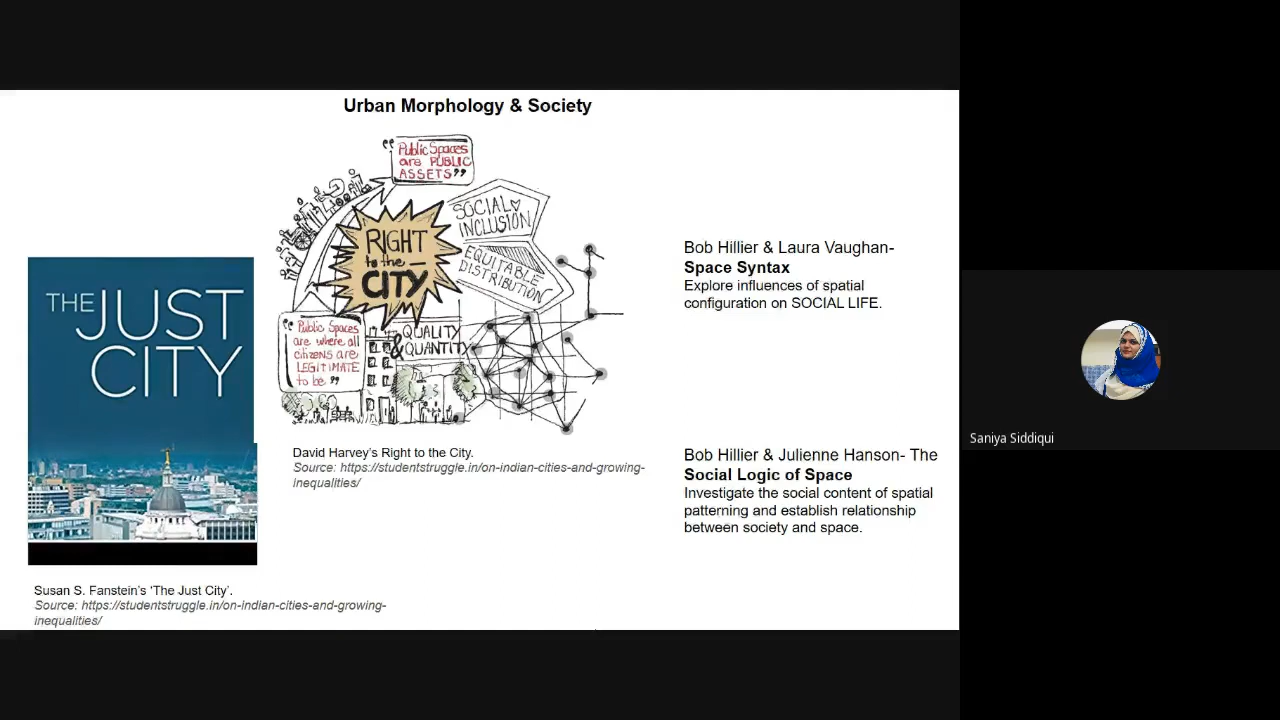 Urban Morphology & Society
"Public Spaces
are PUBLIC
ASSETS"
SOCIAL
INCLUSION
RIGHT
to the
CITY
EQUITABLE
DISTRIBUTION
"Public Spaces
are where all
citizens are
LEGITIMATE
to be"
QUALITY
& QUANTITY
THE JUST
CITY
David Harvey's Right to the City.
Source: https://studentstruggle.in/on-indian-cities-and-growing-
inequalities/
Susan S. Fanstein's 'The Just City'.
Source: https://studentstruggle.in/on-indian-cities-and-growing-
inequalities/
Bob Hillier & Laura Vaughan-
Space Syntax
Explore influences of spatial
configuration on SOCIAL LIFE.
Bob Hillier & Julienne Hanson- The
Social Logic of Space
Investigate the social content of spatial
patterning and establish relationship
between society and space.
Saniya Siddiqui